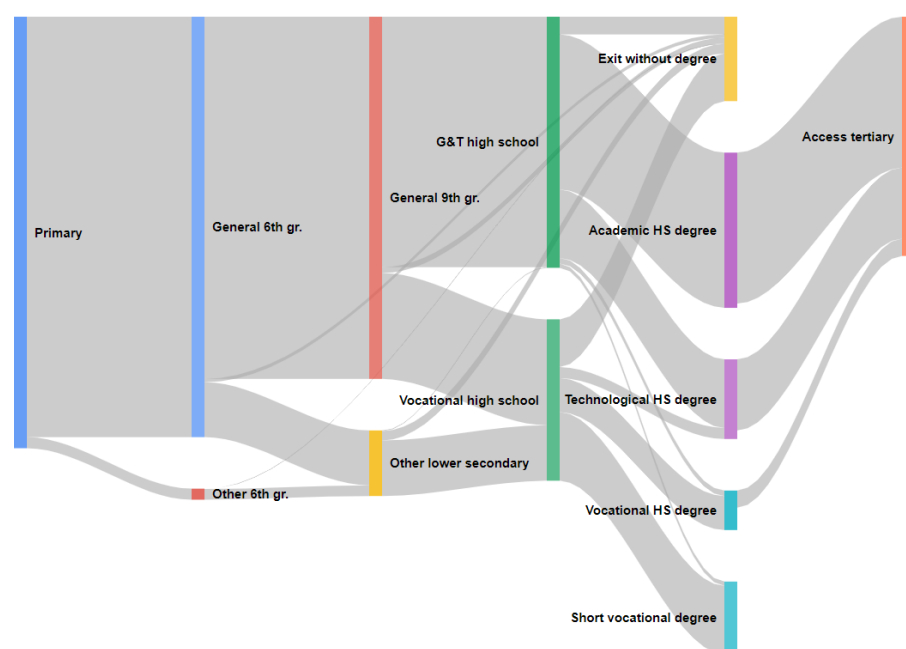 Primary
General 6th gr.
Other 6th gr.
General 9th gr.
Other lower secondary
G&T high school
Vocational high school
Exit without degree
Academic HS degree
Technological HS degree
Vocational HS degree
Short vocational degree
Access tertiary